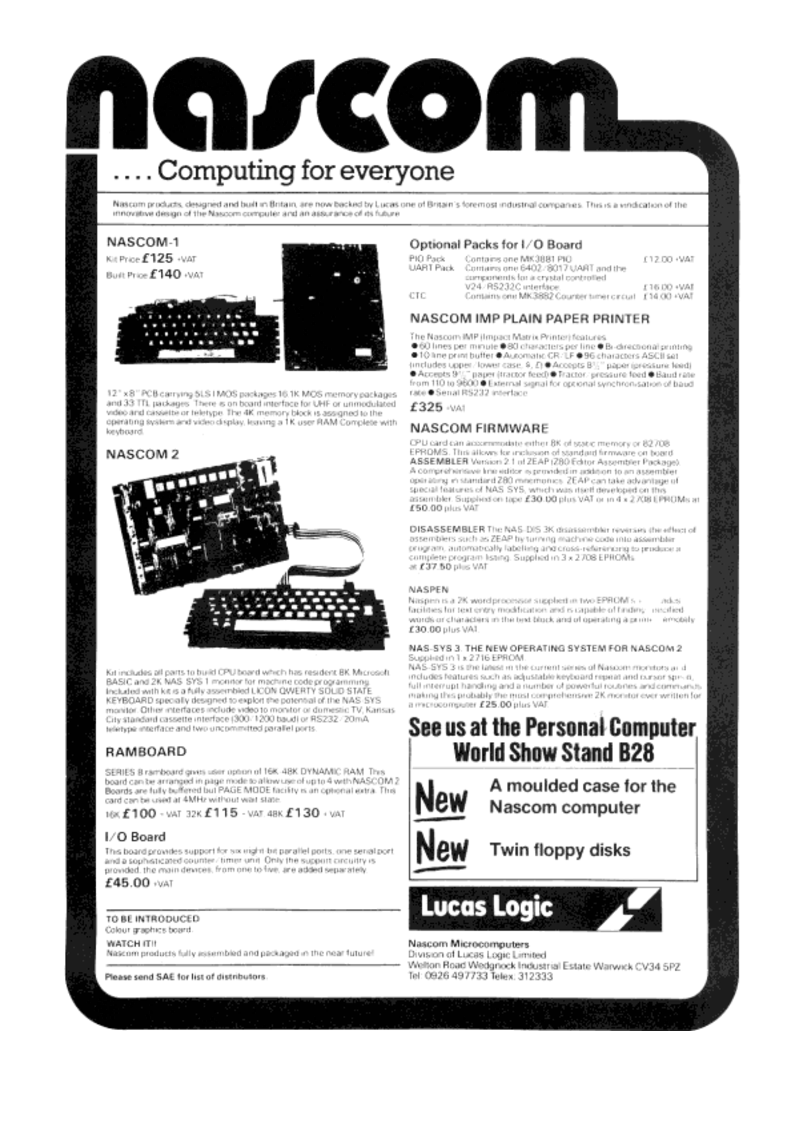 nascom
.... Computing for everyone
Nascom products, designed and built in Britain, are now backed by Lucas one of Britain's foremost industrial companies. This is a vindication of the
innovative design of the Nascom computer and an assurance of its future
NASCOM-1
Kit Price £125 +VAT
Built Price £140 +VAT
12" x 8" PCB carrying 5LSI MOS packages 16 1K MOS memory packages
and 33 TTL packages. There is on board interface for UHF or unmodulated
video and cassette or teletype. The 4K memory block is assigned to the
operating system and video display, leaving a 1K user RAM Complete with
keyboard.
NASCOM 2
Kit includes all parts to build CPU board which has resident 8K Microsoft
BASIC and 2K NAS-SYS 1 monitor for machine code programming.
Included with kit is a fully assembled LICON QWERTY SOLID STATE
KEYBOARD specially designed to exploit the potential of the NAS-SYS
monitor. Other interfaces include video to monitor or domestic TV, Kansas
City standard cassette interface (300/1200 baud) or RS232/20mA
teletype interface and two uncommitted parallel ports.
RAMBOARD
SERIES B ramboard gives user option of 16K/48K DYNAMIC RAM. This
board can be arranged in page mode to allow use of up to 4 with NASCOM 2
Boards are fully buffered but PAGE MODE facility is an optional extra. This
card can be used at 4MHz without wait state.
16K £100 + VAT 32K £115 + VAT 48K £130 + VAT
I/O Board
This board provides support for six eight bit parallel ports, one serial port
and a sophisticated counter/timer unit. Only the support circuitry is
provided, the main devices, from one to five, are added separately.
£45.00 +VAT
TO BE INTRODUCED
Colour graphics board.
WATCH IT!!
Nascom products fully assembled and packaged in the near future!
Please send SAE for list of distributors.
Optional Packs for I/O Board
PIO Pack Contains one MK3881 PIO £12.00 +VAT
UART Pack Contains one 6402/8017 UART and the
components for a crystal controlled
V24/RS232C interface £16.00 +VAT
CTC Contains one MK3882 Counter timer circuit £14.00 +VAT
NASCOM IMP PLAIN PAPER PRINTER
The Nascom IMP (Impact Matrix Printer) features
● 60 lines per minute ● 80 characters per line ● Bi-directional printing
● 10 line print buffer ● Automatic CR/LF ● 96 characters ASCII set
(includes upper/lower case, $, £) ● Accepts 8½" paper (pressure feed)
● Accepts 9½" paper (tractor feed) ● Tractor/pressure feed ● Baud rate
from 110 to 9600 ● External signal for optional synchronisation of baud
rate ● Serial RS232 interface
£325 +VAT
NASCOM FIRMWARE
CPU card can accommodate either 8K of static memory or 8 2708
EPROMS. This allows for inclusion of standard firmware on board
ASSEMBLER Version 2.1 of ZEAP (Z80 Editor Assembler Package).
A comprehensive line editor is provided in addition to an assembler
operating in standard Z80 mnemonics. ZEAP can take advantage of
special features of NAS-SYS, which was itself developed on this
assembler. Supplied on tape £30.00 plus VAT or in 4 x 2708 EPROMs at
£50.00 plus VAT
DISASSEMBLER The NAS-DIS 3K disassembler reverses the effect of
assemblers such as ZEAP by turning machine code into assembler
program, automatically labelling and cross-referencing to produce a
complete program listing. Supplied in 3 x 2708 EPROMs
at £37.50 plus VAT
NASPEN
Naspen is a 2K wordprocessor supplied in two EPROM
facilities for text entry modification and is capable of finding
words or characters in the text block and of operating a
£30.00 plus VAT.
NAS-SYS 3. THE NEW OPERATING SYSTEM FOR NASCOM 2
Supplied in 1 x 2716 EPROM.
NAS-SYS 3 is the latest in the current series of Nascom monitors and
includes features such as adjustable keyboard repeat and cursor speed,
full interrupt handling and a number of powerful routines and commands
making this probably the most comprehensive 2K monitor ever written for
a microcomputer £25.00 plus VAT
See us at the Personal Computer
World Show Stand B28
New A moulded case for the
Nascom computer
New Twin floppy disks
Lucas Logic
Nascom Microcomputers
Division of Lucas Logic Limited
Welton Road Wedgnock Industrial Estate Warwick CV34 5PZ
Tel: 0926 497733 Telex: 312333